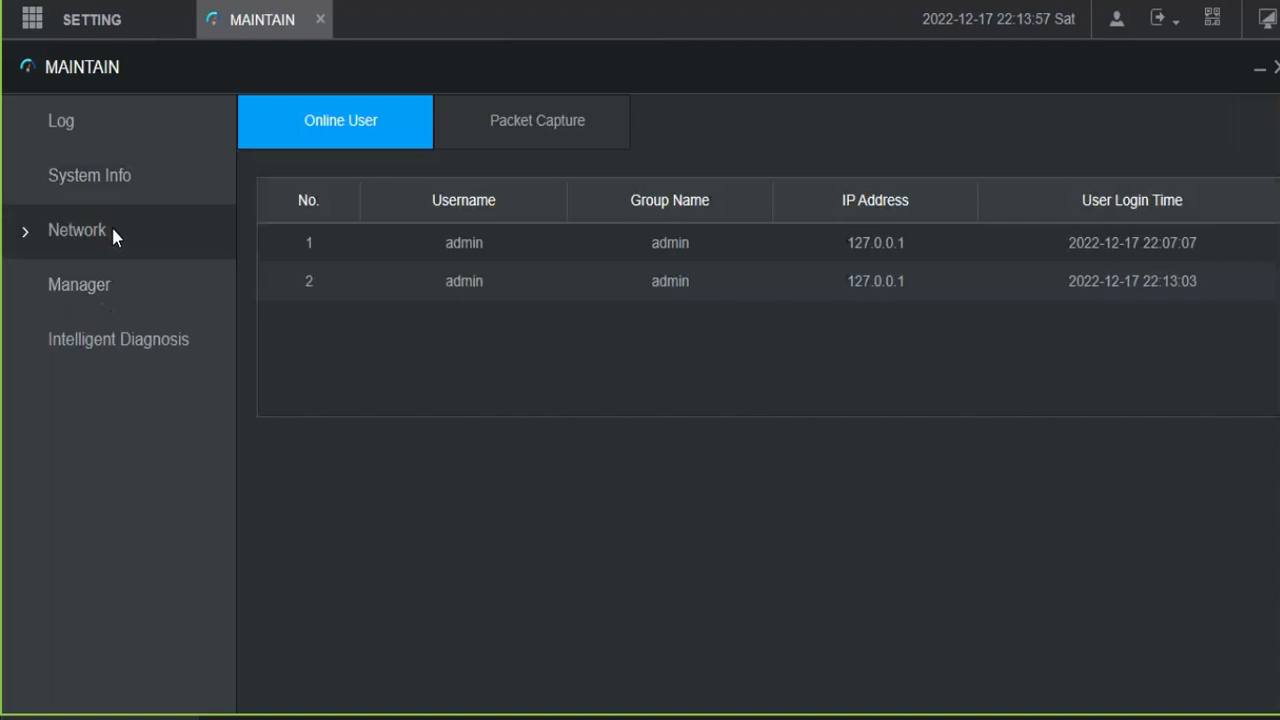 SETTING MAINTAIN × 2022-12-17 22:13:57 Sat
MAINTAIN
Log
System Info
Network
Manager
Intelligent Diagnosis
Online User Packet Capture
No. Username Group Name IP Address User Login Time
1 admin admin 127.0.0.1 2022-12-17 22:07:07
2 admin admin 127.0.0.1 2022-12-17 22:13:03